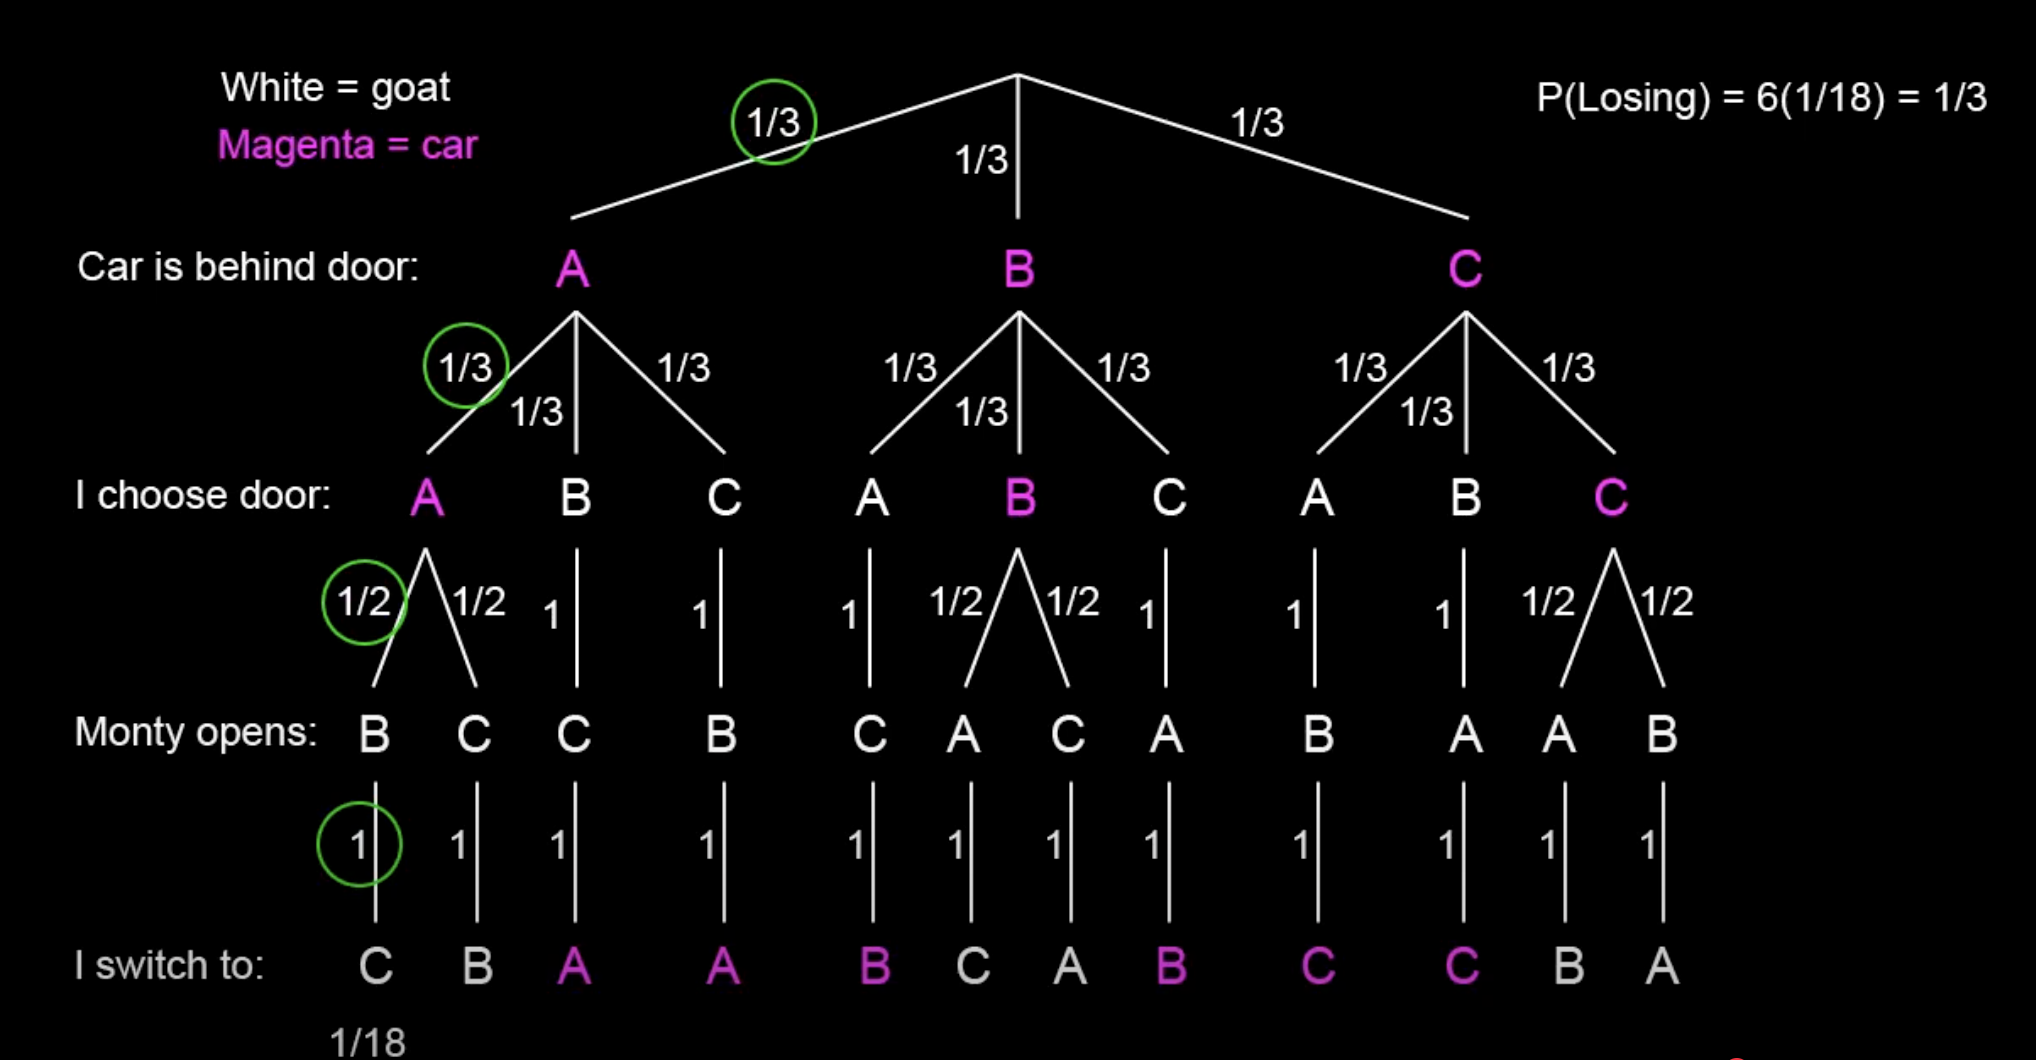 White = goat
Magenta = car
P(Losing) = 6(1/18) = 1/3
1/3 1/3 1/3
Car is behind door: A B C
1/3 1/3 1/3 1/3 1/3 1/3 1/3 1/3 1/3
I choose door: A B C A B C A B C
1/2 1/2 1 1 1 1/2 1/2 1 1 1 1/2 1/2
Monty opens: B C C B C A C A B A A B
1 1 1 1 1 1 1 1 1 1 1 1
I switch to: C B A A B C A B C C B A
1/18